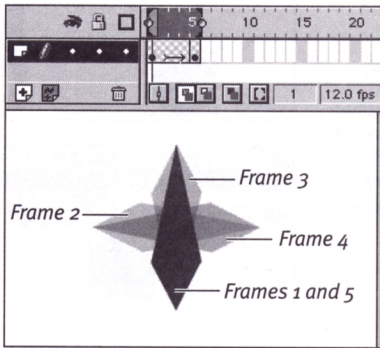 5 10 15 20
1 12.0 fps
Frame 3
Frame 2
Frame 4
Frames 1 and 5